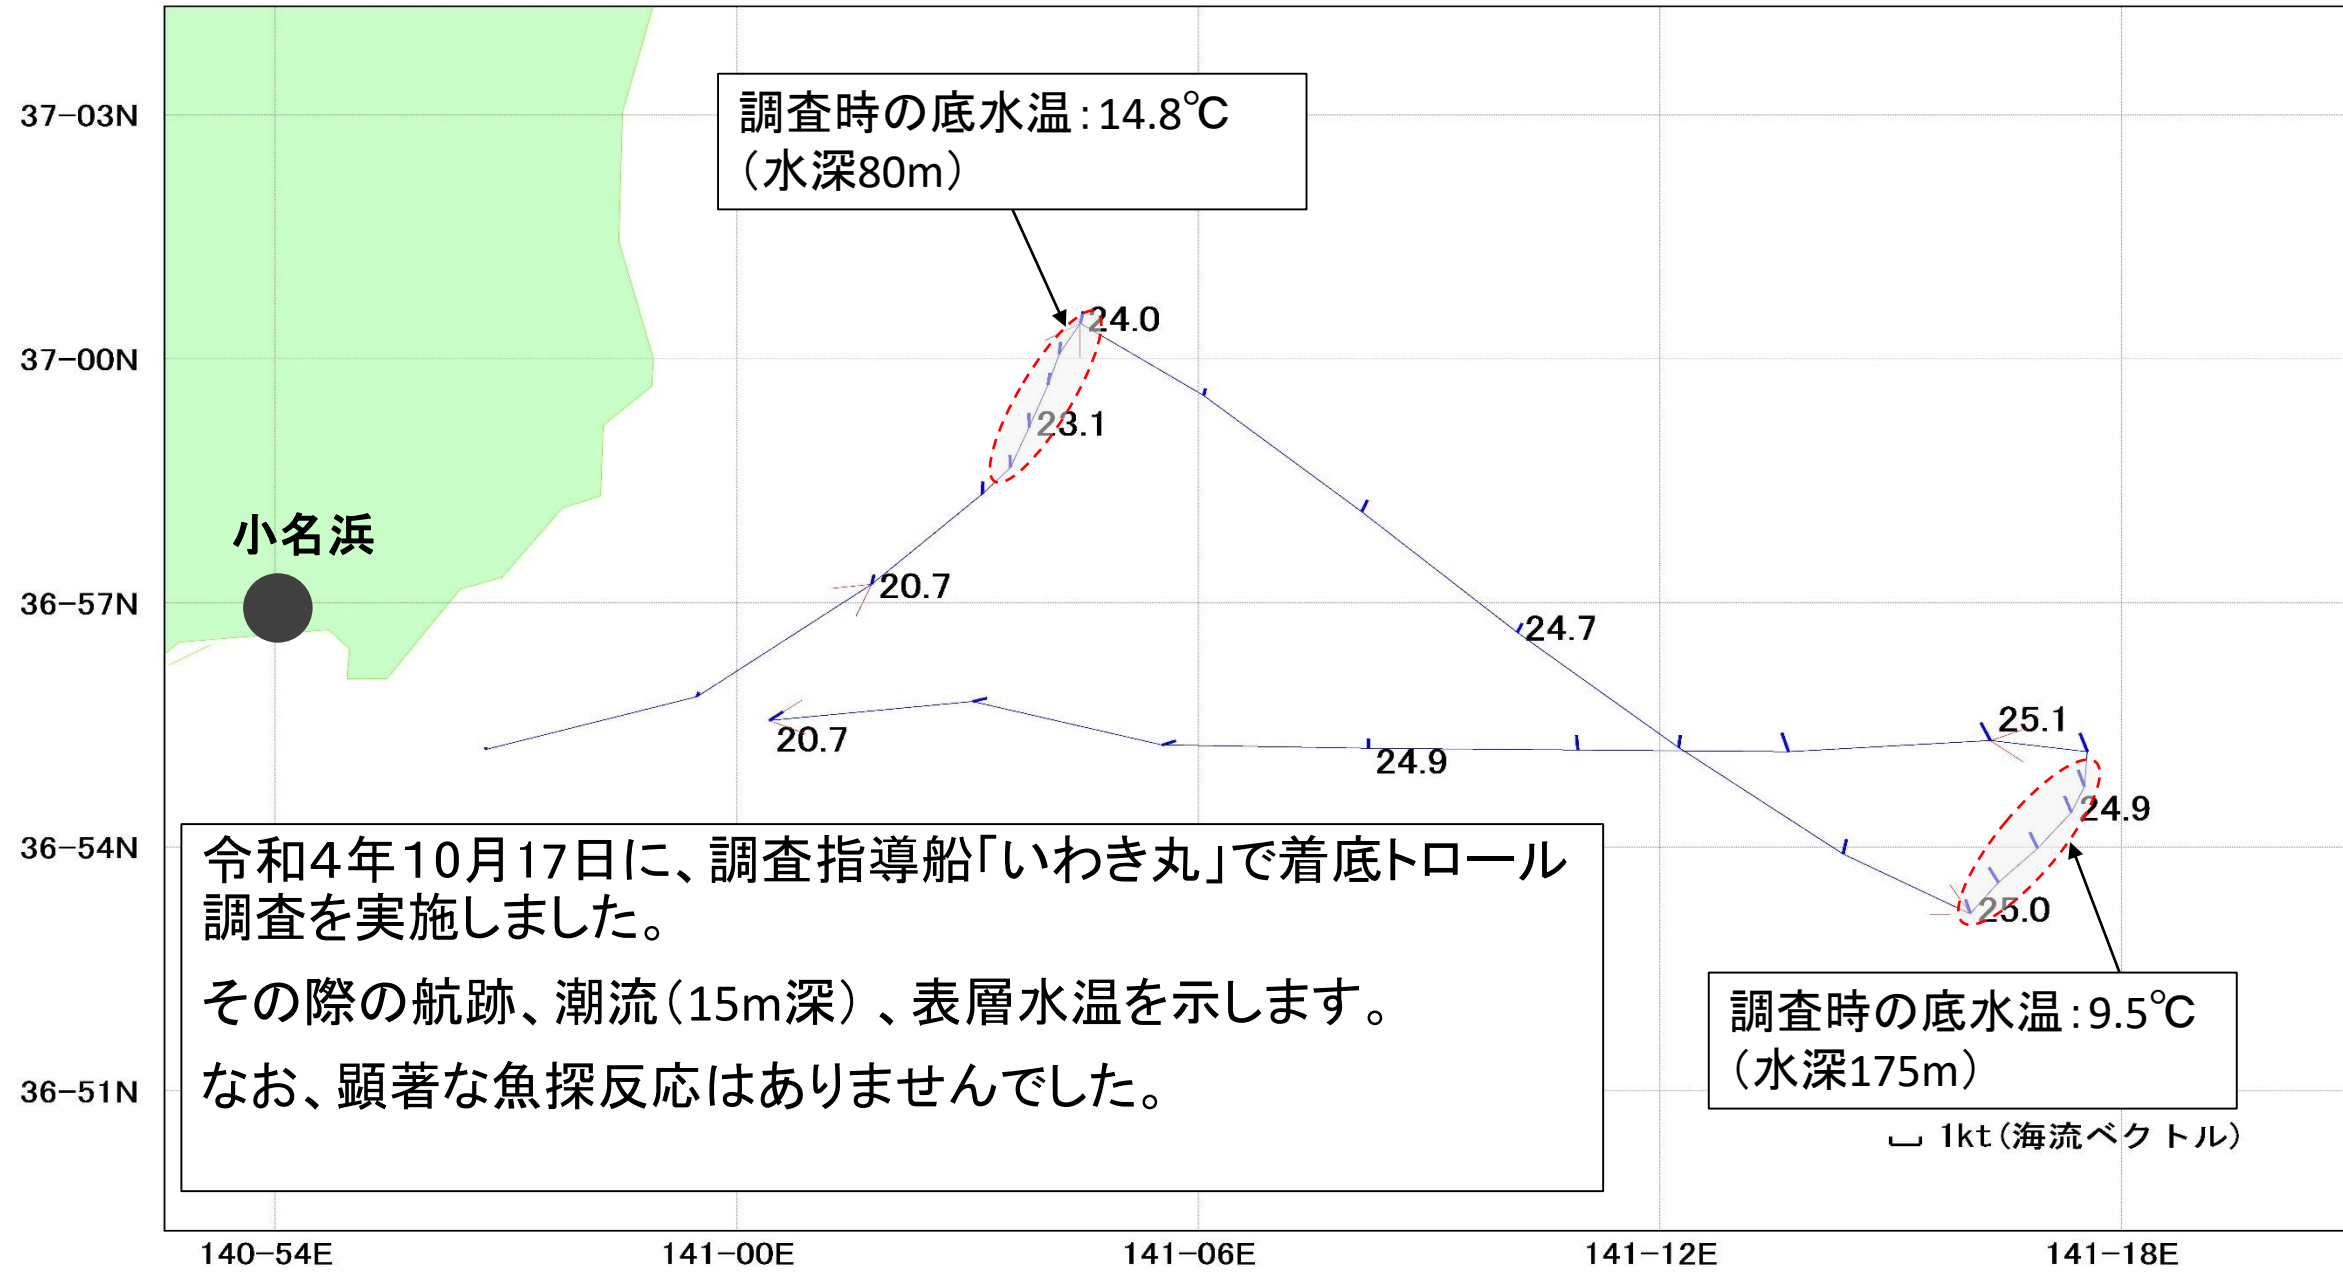 37−03N
調査時の底水温：14.8℃
（水深80m）
24.0
37−00N
23.1
小名浜
20.7
36−57N
24.7
25.1
20.7
24.9
24.9
36−54N
25.0
令和４年１０月１７日に、調査指導船「いわき丸」で着底トロール
調査を実施しました。
その際の航跡、潮流（15m深）、表層水温を示します。
なお、顕著な魚探反応はありませんでした。
調査時の底水温：9.5℃
（水深175m）
36−51N
1kt（海流ベクトル）
140−54E
141−00E
141−06E
141−12E
141−18E